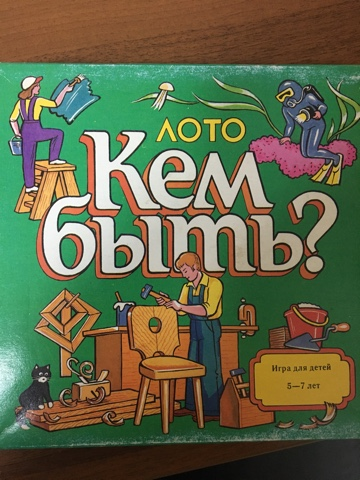 ЛОТО
Кем
быть?
Игра для детей
5—7 лет